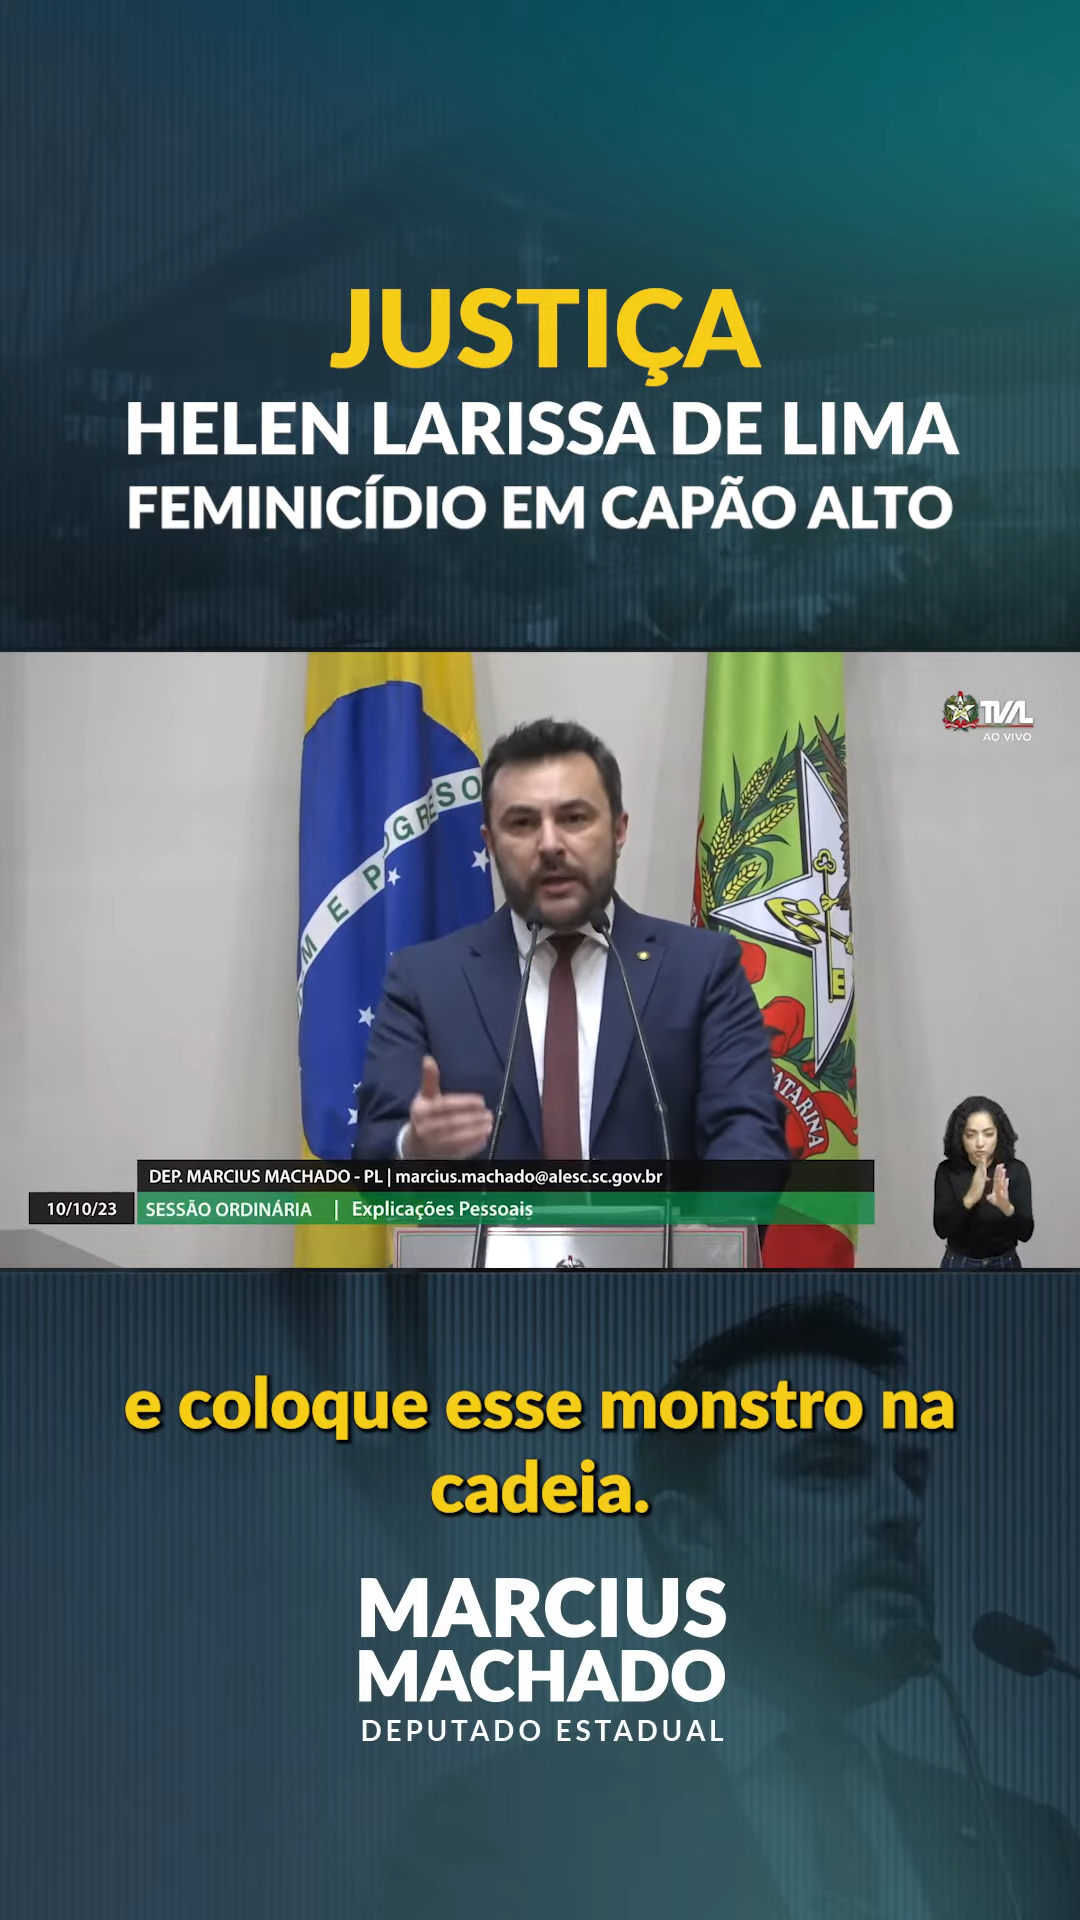 JUSTIÇA
HELEN LARISSA DE LIMA
FEMINICÍDIO EM CAPÃO ALTO
TVAL
AO VIVO
M E PROGRESO
E
CATARINA
DEP. MARCIUS MACHADO - PL | marcius.machado@alesc.sc.gov.br
10/10/23
SESSÃO ORDINÁRIA | Explicações Pessoais
e coloque esse monstro na
cadeia.
MARCIUS
MACHADO
DEPUTADO ESTADUAL